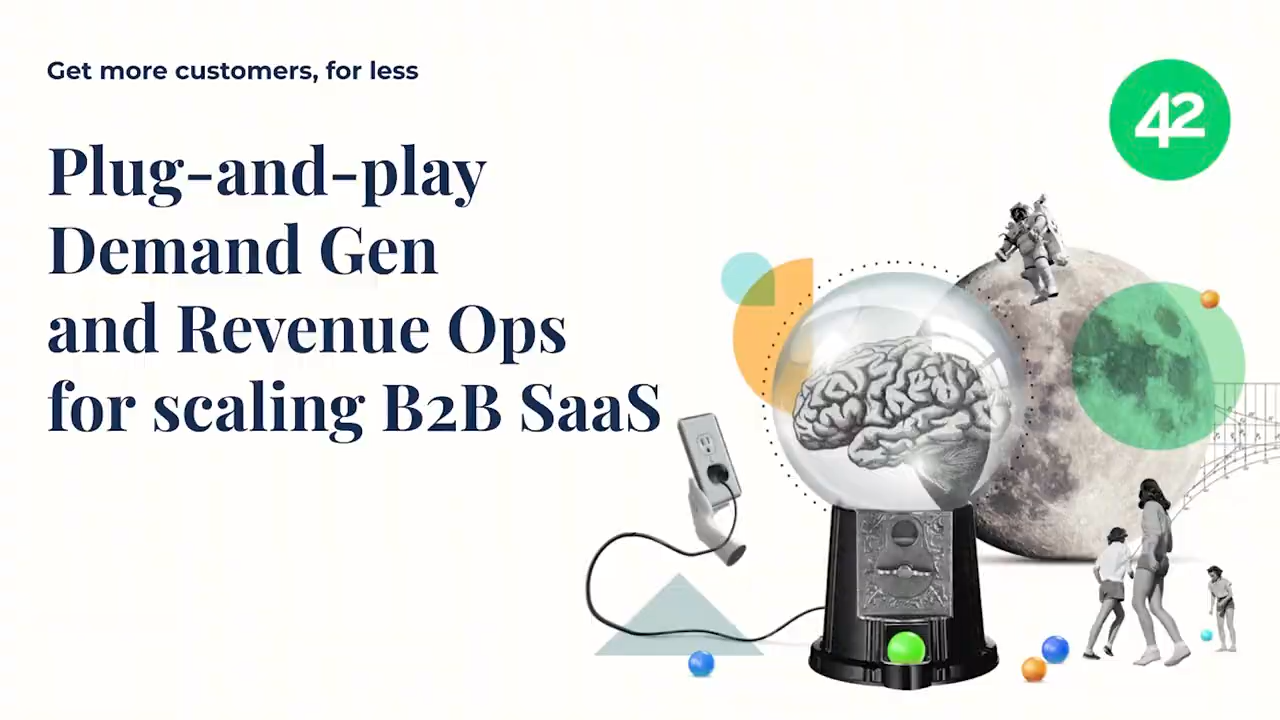 Get more customers, for less
42
Plug-and-play
Demand Gen
and Revenue Ops
for scaling B2B SaaS